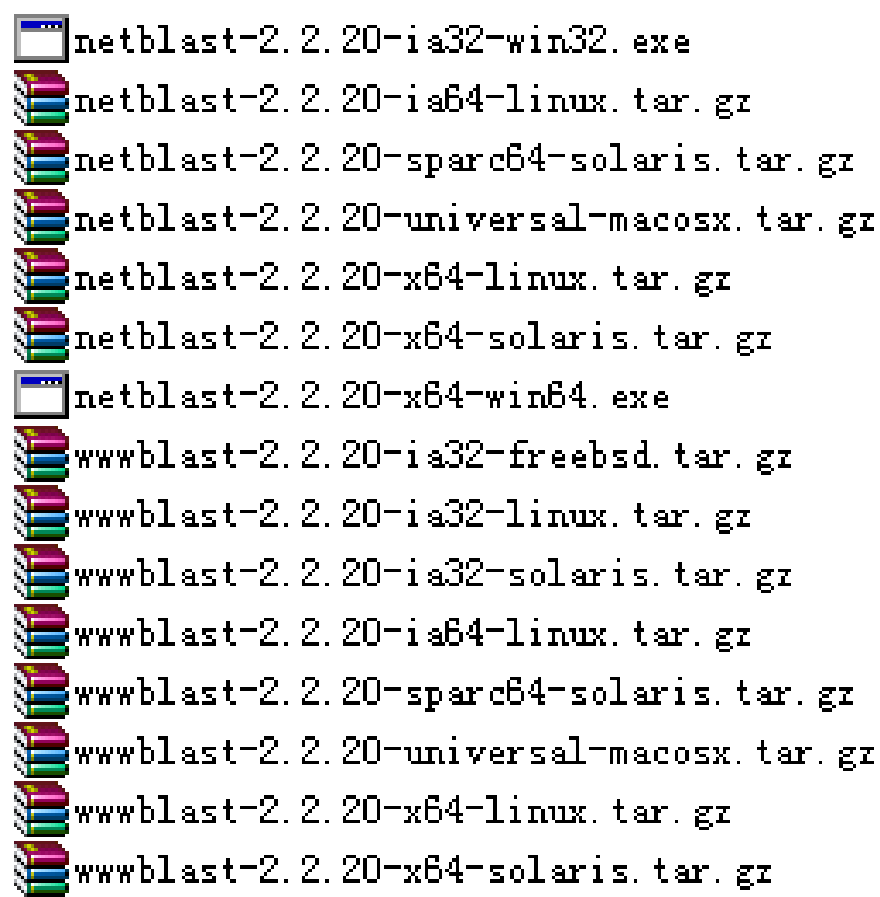 netblast-2.2.20-ia32-win32.exe
netblast-2.2.20-ia64-linux.tar.gz
netblast-2.2.20-sparc64-solaris.tar.gz
netblast-2.2.20-universal-macosx.tar.gz
netblast-2.2.20-x64-linux.tar.gz
netblast-2.2.20-x64-solaris.tar.gz
netblast-2.2.20-x64-win64.exe
wwwblast-2.2.20-ia32-freebsd.tar.gz
wwwblast-2.2.20-ia32-linux.tar.gz
wwwblast-2.2.20-ia32-solaris.tar.gz
wwwblast-2.2.20-ia64-linux.tar.gz
wwwblast-2.2.20-sparc64-solaris.tar.gz
wwwblast-2.2.20-universal-macosx.tar.gz
wwwblast-2.2.20-x64-linux.tar.gz
wwwblast-2.2.20-x64-solaris.tar.gz